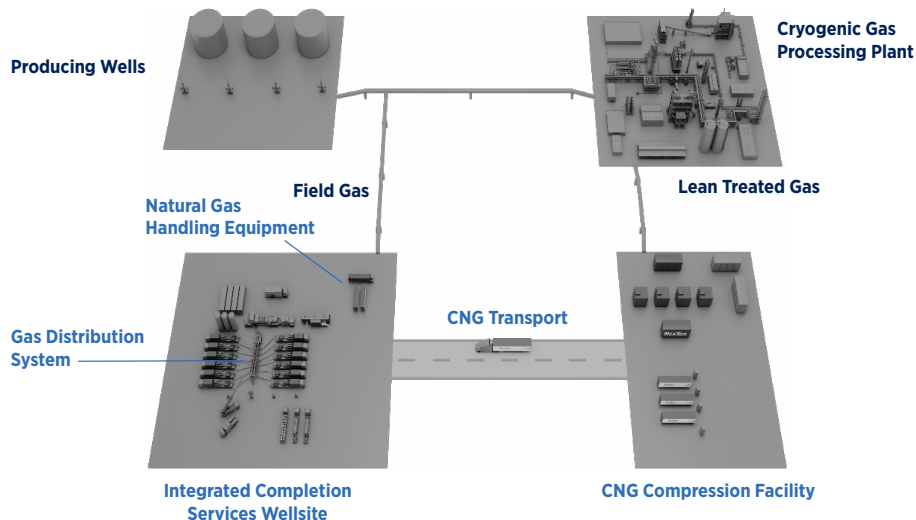 Producing Wells
Cryogenic Gas
Processing Plant
Field Gas
Lean Treated Gas
Natural Gas
Handling Equipment
Gas Distribution
System
CNG Transport
Integrated Completion
Services Wellsite
CNG Compression Facility